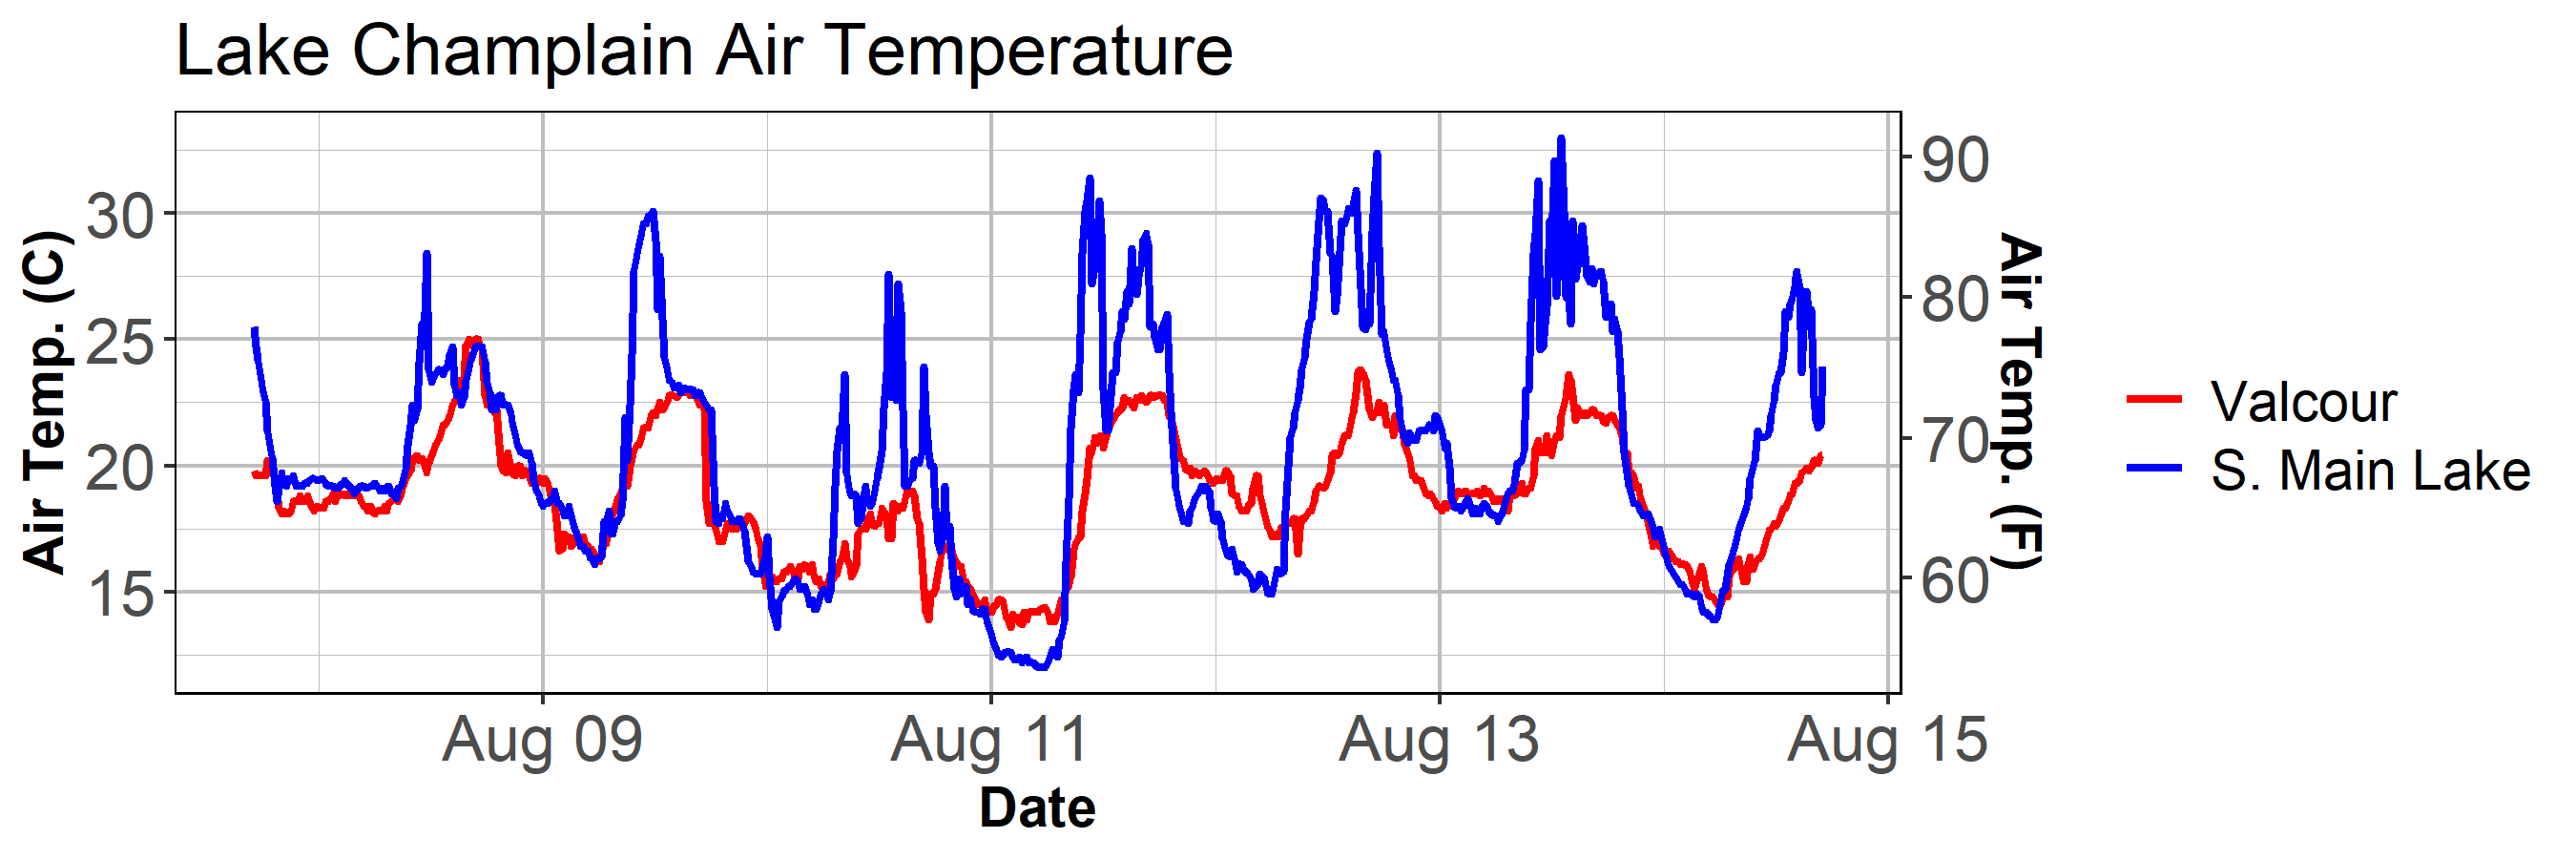 Lake Champlain Air Temperature
Air Temp. (C)
30
25
20
15
90
80
70
60
Air Temp. (F)
Aug 09
Aug 11
Aug 13
Aug 15
Date
Valcour
S. Main Lake